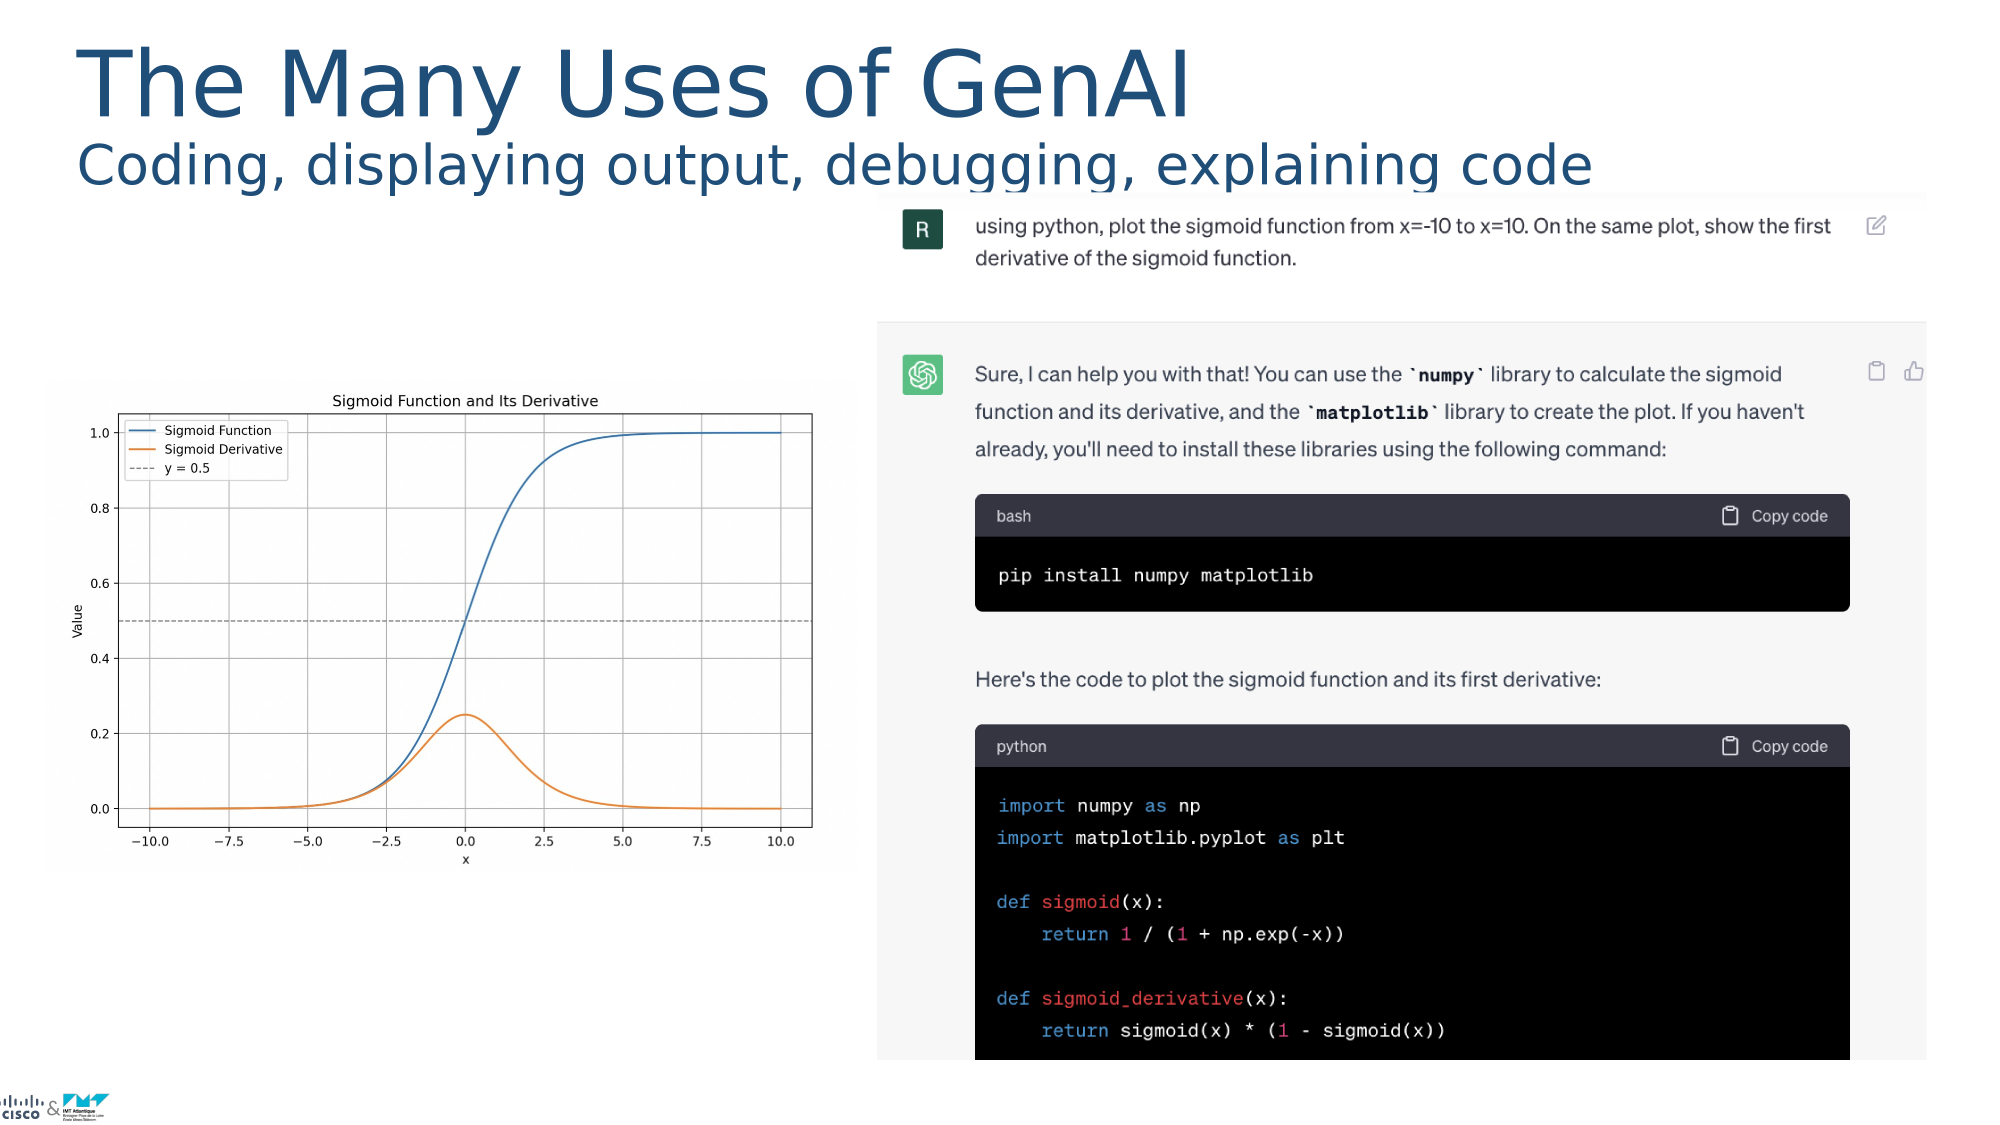 The Many Uses of GenAI
Coding, displaying output, debugging, explaining code
Sigmoid Function and Its Derivative
Sigmoid Function
Sigmoid Derivative
y = 0.5
1.0
0.8
0.6
0.4
0.2
0.0
Value
−10.0 −7.5 −5.0 −2.5 0.0 2.5 5.0 7.5 10.0
x
R
using python, plot the sigmoid function from x=-10 to x=10. On the same plot, show the first
derivative of the sigmoid function.
Sure, I can help you with that! You can use the `numpy` library to calculate the sigmoid
function and its derivative, and the `matplotlib` library to create the plot. If you haven't
already, you'll need to install these libraries using the following command:
bash Copy code
pip install numpy matplotlib
Here's the code to plot the sigmoid function and its first derivative:
python Copy code
import numpy as np
import matplotlib.pyplot as plt
def sigmoid(x):
    return 1 / (1 + np.exp(-x))
def sigmoid_derivative(x):
    return sigmoid(x) * (1 - sigmoid(x))
CISCO &
IMT Atlantique